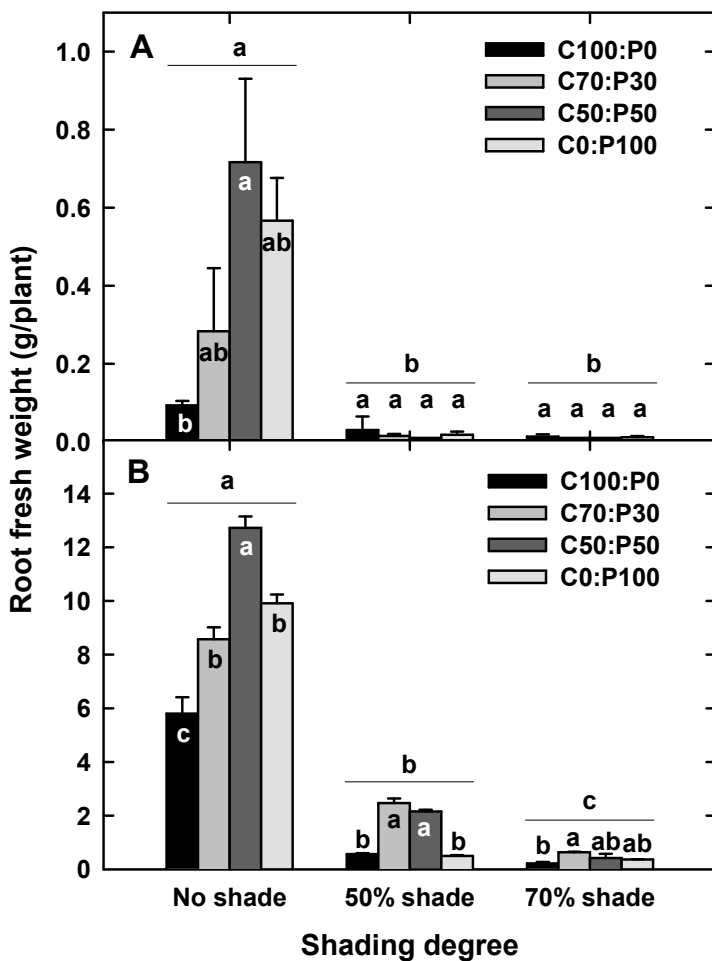 Root fresh weight (g/plant)
A
a
C100:P0
C70:P30
C50:P50
C0:P100
1.0
0.8
0.6
0.4
0.2
0.0
b
ab
a
ab
b
a a a a
b
a a a a
B
a
C100:P0
C70:P30
C50:P50
C0:P100
14
12
10
8
6
4
2
0
c
b
a
b
b
b a a b
c
b a ab ab
No shade 50% shade 70% shade
Shading degree